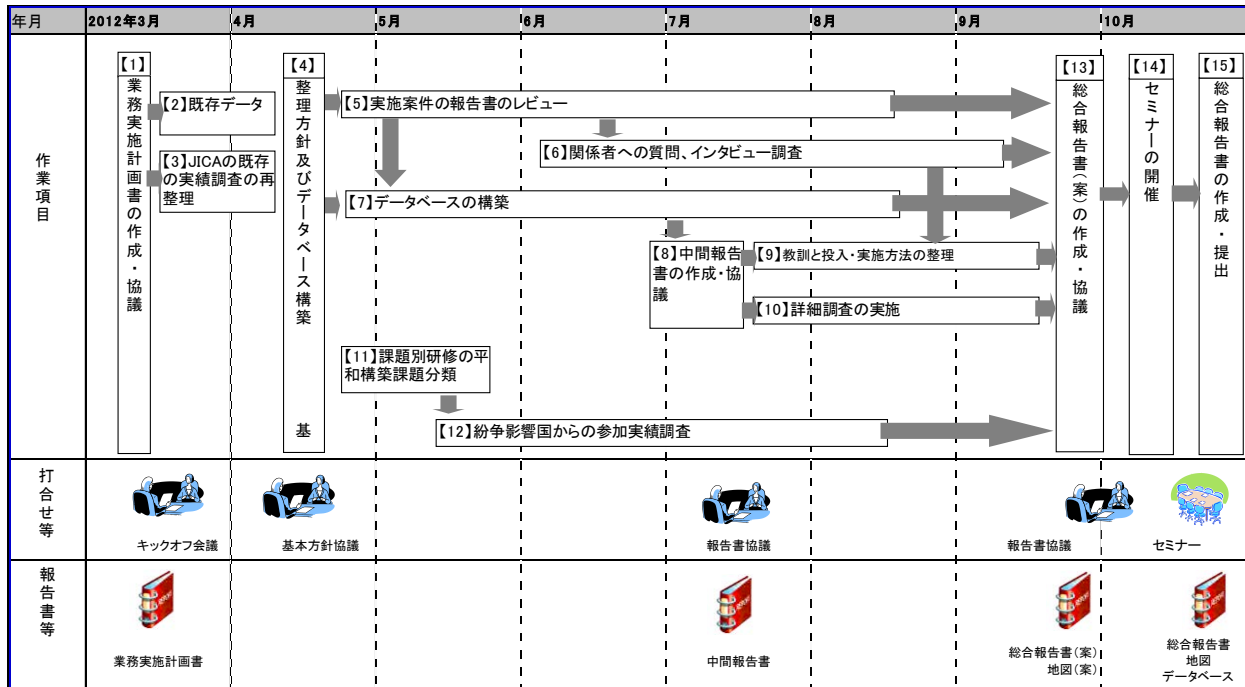 年月
2012年3月
4月
5月
6月
7月
8月
9月
10月
作業項目
【1】
業務実施計画書の作成・協議
【2】既存データ
【3】JICAの既存
の実績調査の再
整理
【4】
整理方針及びデータベース構築
基
【5】実施案件の報告書のレビュー
【6】関係者への質問、インタビュー調査
【7】データベースの構築
【8】中間報告
書の作成・協
議
【9】教訓と投入・実施方法の整理
【10】詳細調査の実施
【11】課題別研修の平
和構築課題分類
【12】紛争影響国からの参加実績調査
【13】
総合報告書(案)の作成・協議
【14】
セミナーの開催
【15】
総合報告書の作成・提出
打合せ等
キックオフ会議
基本方針協議
報告書協議
報告書協議
セミナー
報告書等
REPORT
業務実施計画書
REPORT
中間報告書
REPORT
総合報告書(案)
地図(案)
REPORT
総合報告書
地図
データベース